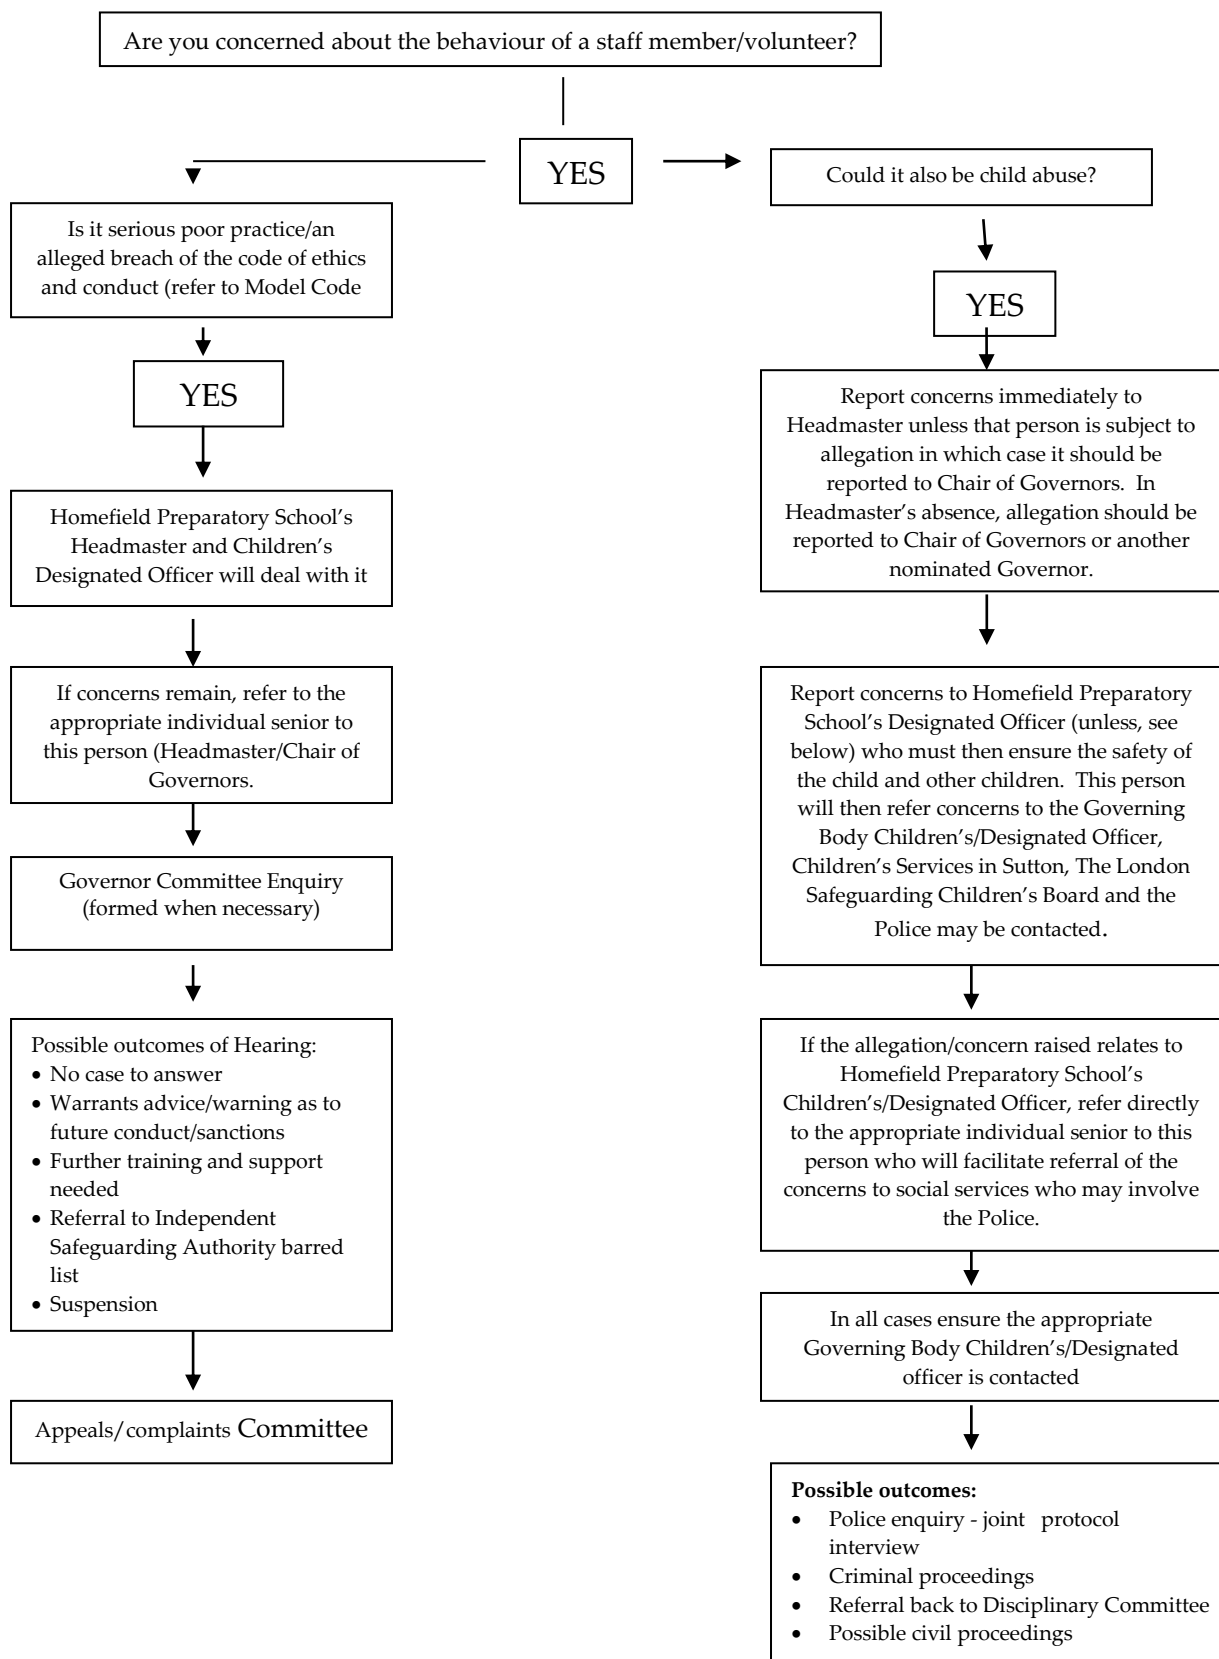 Are you concerned about the behaviour of a staff member/volunteer?
YES
Could it also be child abuse?
Is it serious poor practice/an
alleged breach of the code of ethics
and conduct (refer to Model Code
YES
Homefield Preparatory School's
Headmaster and Children's
Designated Officer will deal with it
If concerns remain, refer to the
appropriate individual senior to
this person (Headmaster/Chair of
Governors.
Governor Committee Enquiry
(formed when necessary)
Possible outcomes of Hearing:
• No case to answer
• Warrants advice/warning as to
future conduct/sanctions
• Further training and support
needed
• Referral to Independent
Safeguarding Authority barred
list
• Suspension
Appeals/complaints Committee
YES
Report concerns immediately to
Headmaster unless that person is subject to
allegation in which case it should be
reported to Chair of Governors. In
Headmaster's absence, allegation should be
reported to Chair of Governors or another
nominated Governor.
Report concerns to Homefield Preparatory
School's Designated Officer (unless, see
below) who must then ensure the safety of
the child and other children. This person
will then refer concerns to the Governing
Body Children's/Designated Officer,
Children's Services in Sutton, The London
Safeguarding Children's Board and the
Police may be contacted.
If the allegation/concern raised relates to
Homefield Preparatory School's
Children's/Designated Officer, refer directly
to the appropriate individual senior to this
person who will facilitate referral of the
concerns to social services who may involve
the Police.
In all cases ensure the appropriate
Governing Body Children's/Designated
officer is contacted
Possible outcomes:
• Police enquiry - joint protocol
interview
• Criminal proceedings
• Referral back to Disciplinary Committee
• Possible civil proceedings